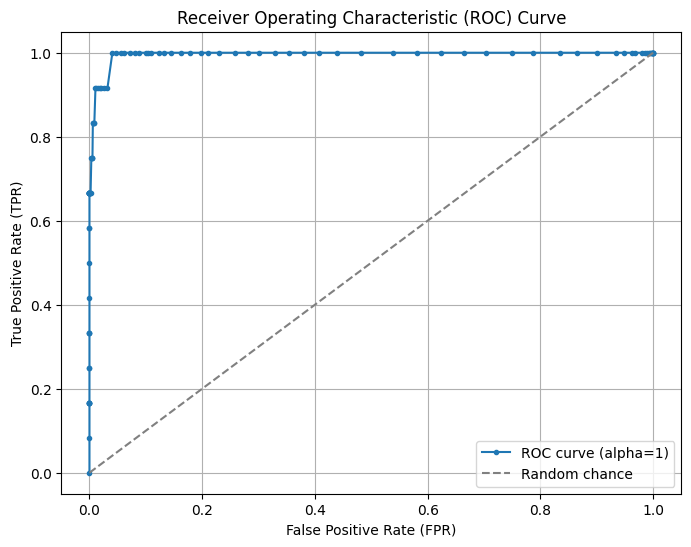 Receiver Operating Characteristic (ROC) Curve
1.0
0.8
0.6
0.4
0.2
0.0
True Positive Rate (TPR)
ROC curve (alpha=1)
Random chance
0.0 0.2 0.4 0.6 0.8 1.0
False Positive Rate (FPR)